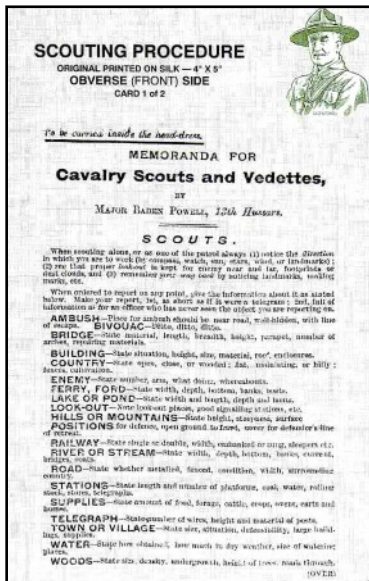 SCOUTING PROCEDURE
ORIGINAL PRINTED ON SILK — 4" X 5"
OBVERSE (FRONT) SIDE
CARD 1 of 2
To be carried inside the head-dress.
MEMORANDA FOR
Cavalry Scouts and Vedettes,
BY
MAJOR BADEN POWELL, 13th Hussars.
SCOUTS.
When scouting alone, or as one of the patrol always (1) notice the direction
in which you are to work (by compass, watch, sun, stars, wind, or landmarks);
(2) see that proper lookout is kept for enemy near and far, footprints or
dust clouds, and (3) remember your way back by noticing landmarks, making
marks, etc.
When ordered to report on any point, give the information about it as stated
below. Make your report, 1st, as short as if it were a telegram; 2nd, full of
information as for an officer who has never seen the object you are reporting on.
AMBUSH—Place for ambush should be near road, well-hidden, with line
of escape. BIVOUAC—Ditto, ditto, ditto.
BRIDGE—State material, length, breadth, height, parapet, number of
arches, repairing materials.
BUILDING—State situation, height, size, material, roof, enclosures.
COUNTRY—State open, close, or wooded; flat, undulating, or hilly;
fences, cultivation.
ENEMY—State number, arm, what doing, whereabouts.
FERRY, FORD—State width, depth, bottom, banks, boats.
LAKE OR POND—State width and length, depth and
LOOK-OUT—Note look-out places, good signalling stations, etc.
HILLS OR MOUNTAINS—State height, steepness, surface
POSITIONS for defence, open ground to front, cover for defender's line
of retreat.
RAILWAY—State single or double, width, embanked or sleepers etc.
RIVER OR STREAM—State width, depth, bottom, banks, current,
bridges, boats.
ROAD—State whether metalled, fenced, condition, width, surrounding
country.
STATIONS—State length and number of platforms, coal, water, rolling
stock, stores, telegraphs.
SUPPLIES—State amount of food, forage, cattle, crops, ovens, carts and
horses.
TELEGRAPH—State number of wires, height and material of posts.
TOWN OR VILLAGE—State size, situation, defensibility, large build-
ings, supplies.
WATER—State how obtained, how much in dry weather, size of watering
places.
WOODS—State size, density, undergrowth, height of trees, roads through.
(OVER)